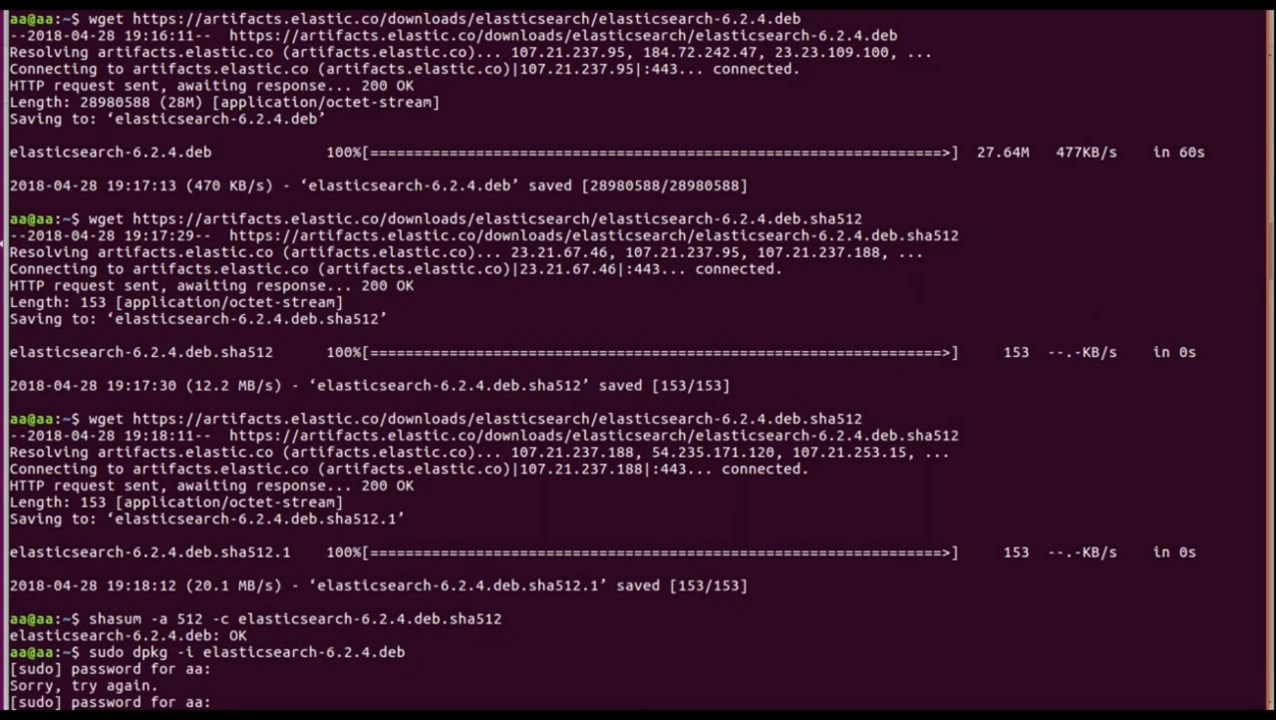 aa@aa:~$ wget https://artifacts.elastic.co/downloads/elasticsearch/elasticsearch-6.2.4.deb
--2018-04-28 19:16:11--  https://artifacts.elastic.co/downloads/elasticsearch/elasticsearch-6.2.4.deb
Resolving artifacts.elastic.co (artifacts.elastic.co)... 107.21.237.95, 184.72.242.47, 23.23.109.100, ...
Connecting to artifacts.elastic.co (artifacts.elastic.co)|107.21.237.95|:443... connected.
HTTP request sent, awaiting response... 200 OK
Length: 28980588 (28M) [application/octet-stream]
Saving to: ‘elasticsearch-6.2.4.deb’
elasticsearch-6.2.4.deb             100%[=================================================================>]  27.64M   477KB/s    in 60s
2018-04-28 19:17:13 (470 KB/s) - ‘elasticsearch-6.2.4.deb’ saved [28980588/28980588]
aa@aa:~$ wget https://artifacts.elastic.co/downloads/elasticsearch/elasticsearch-6.2.4.deb.sha512
--2018-04-28 19:17:29--  https://artifacts.elastic.co/downloads/elasticsearch/elasticsearch-6.2.4.deb.sha512
Resolving artifacts.elastic.co (artifacts.elastic.co)... 23.21.67.46, 107.21.237.95, 107.21.237.188, ...
Connecting to artifacts.elastic.co (artifacts.elastic.co)|23.21.67.46|:443... connected.
HTTP request sent, awaiting response... 200 OK
Length: 153 [application/octet-stream]
Saving to: ‘elasticsearch-6.2.4.deb.sha512’
elasticsearch-6.2.4.deb.sha512      100%[=================================================================>]     153  --.-KB/s    in 0s
2018-04-28 19:17:30 (12.2 MB/s) - ‘elasticsearch-6.2.4.deb.sha512’ saved [153/153]
aa@aa:~$ wget https://artifacts.elastic.co/downloads/elasticsearch/elasticsearch-6.2.4.deb.sha512
--2018-04-28 19:18:11--  https://artifacts.elastic.co/downloads/elasticsearch/elasticsearch-6.2.4.deb.sha512
Resolving artifacts.elastic.co (artifacts.elastic.co)... 107.21.237.188, 54.235.171.120, 107.21.253.15, ...
Connecting to artifacts.elastic.co (artifacts.elastic.co)|107.21.237.188|:443... connected.
HTTP request sent, awaiting response... 200 OK
Length: 153 [application/octet-stream]
Saving to: ‘elasticsearch-6.2.4.deb.sha512.1’
elasticsearch-6.2.4.deb.sha512.1    100%[=================================================================>]     153  --.-KB/s    in 0s
2018-04-28 19:18:12 (20.1 MB/s) - ‘elasticsearch-6.2.4.deb.sha512.1’ saved [153/153]
aa@aa:~$ shasum -a 512 -c elasticsearch-6.2.4.deb.sha512
elasticsearch-6.2.4.deb: OK
aa@aa:~$ sudo dpkg -i elasticsearch-6.2.4.deb
[sudo] password for aa:
Sorry, try again.
[sudo] password for aa: